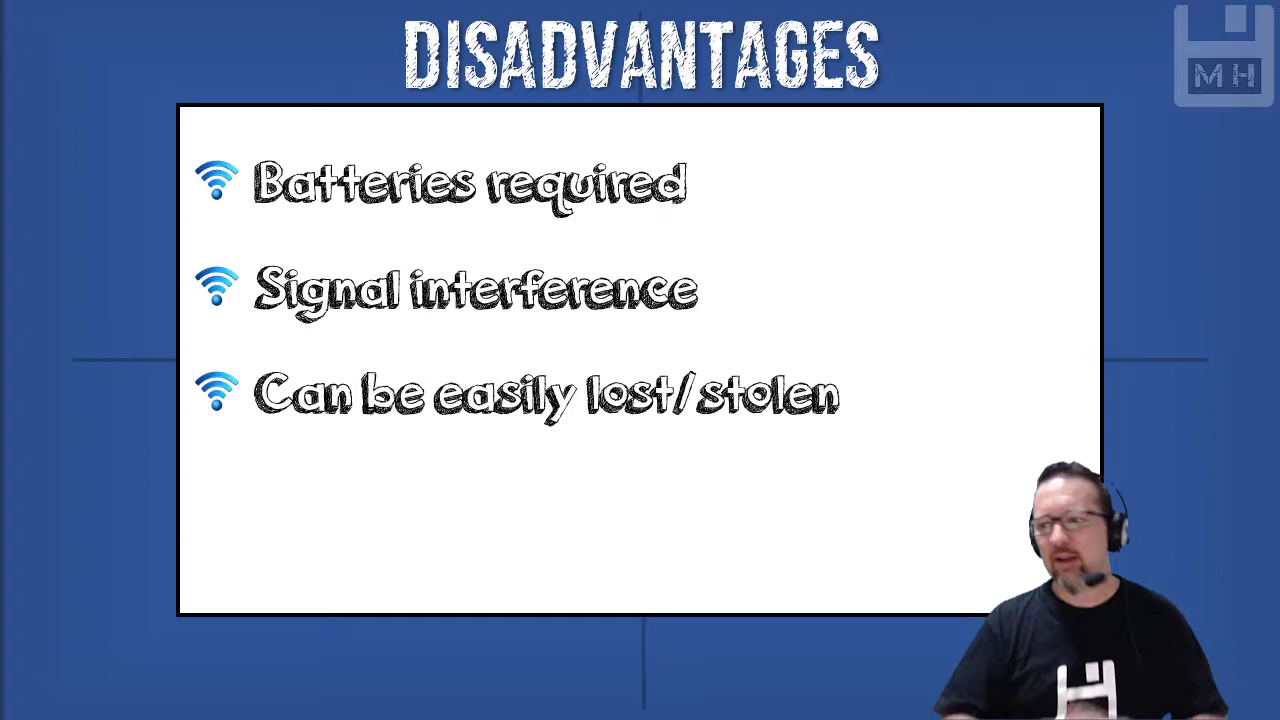 DISADVANTAGES
MH
Batteries required
Signal interference
Can be easily lost/stolen